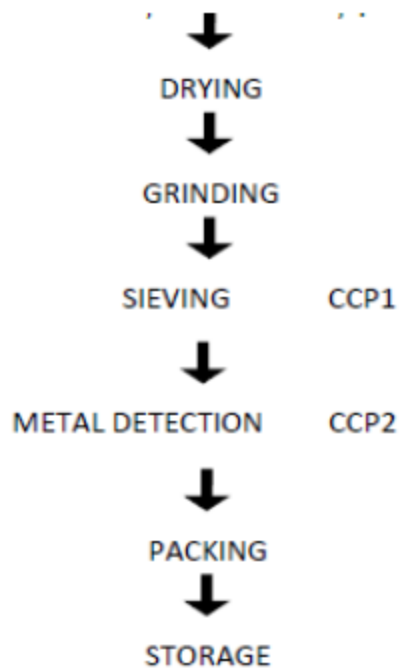 DRYING
GRINDING
SIEVING CCP1
METAL DETECTION CCP2
PACKING
STORAGE